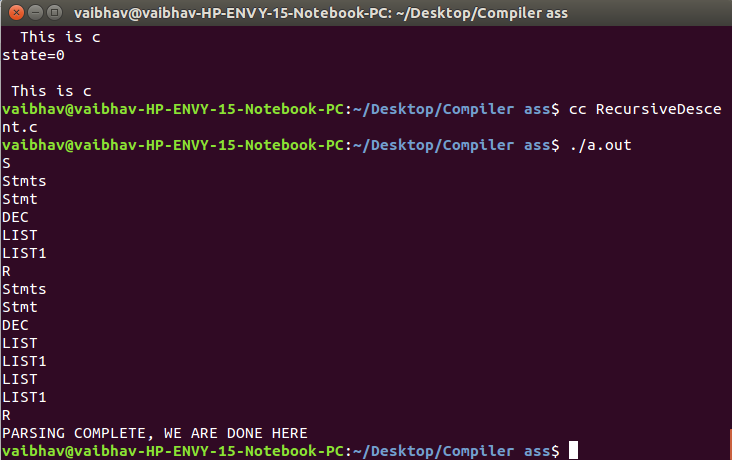 vaibhav@vaibhav-HP-ENVY-15-Notebook-PC: ~/Desktop/Compiler ass
This is c
state=0
This is c
vaibhav@vaibhav-HP-ENVY-15-Notebook-PC:~/Desktop/Compiler ass$ cc RecursiveDesce
nt.c
vaibhav@vaibhav-HP-ENVY-15-Notebook-PC:~/Desktop/Compiler ass$ ./a.out
S
Stmts
Stmt
DEC
LIST
LIST1
R
Stmts
Stmt
DEC
LIST
LIST1
LIST
LIST1
R
PARSING COMPLETE, WE ARE DONE HERE
vaibhav@vaibhav-HP-ENVY-15-Notebook-PC:~/Desktop/Compiler ass$